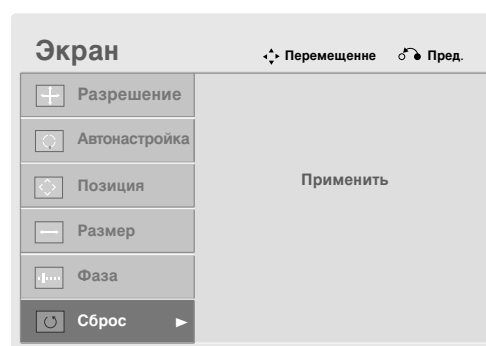 Экран
Перемещенне
Пред.
Разрешение
Автонастройка
Позиция
Применить
Размер
Фаза
Сброс